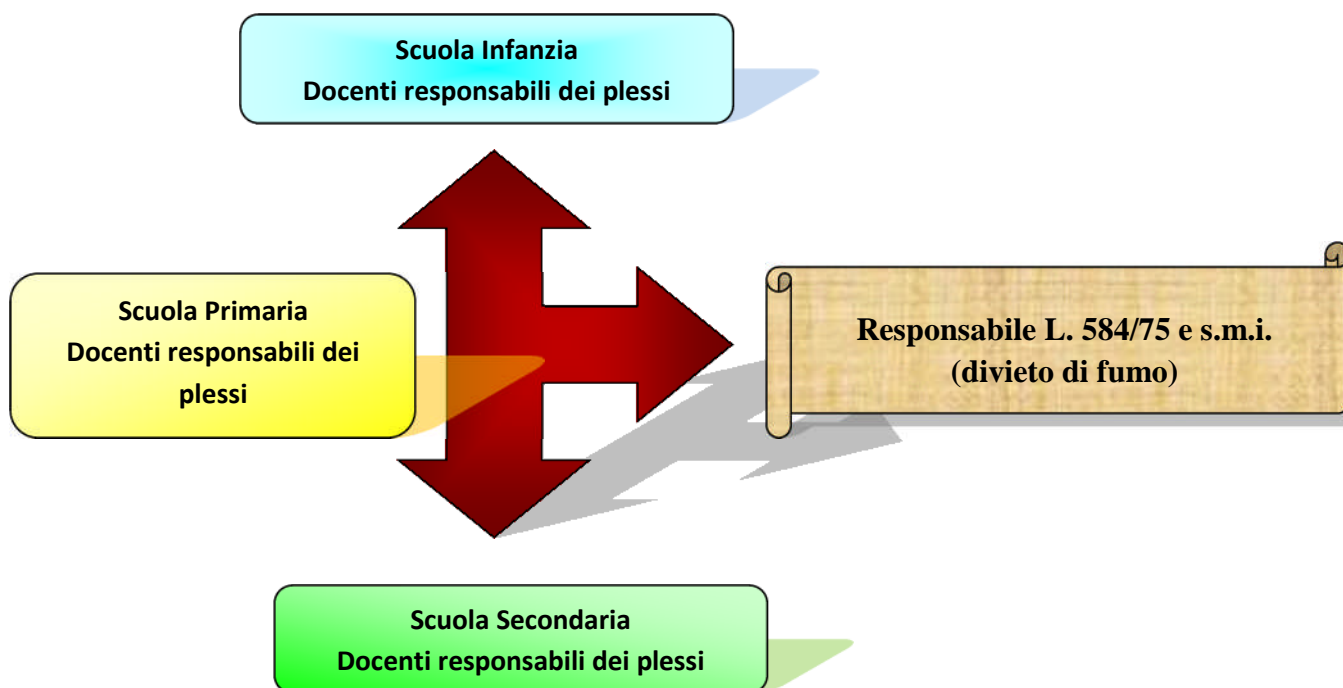 Scuola Infanzia
Docenti responsabili dei plessi
Scuola Primaria
Docenti responsabili dei
plessi
Responsabile L. 584/75 e s.m.i.
(divieto di fumo)
Scuola Secondaria
Docenti responsabili dei plessi